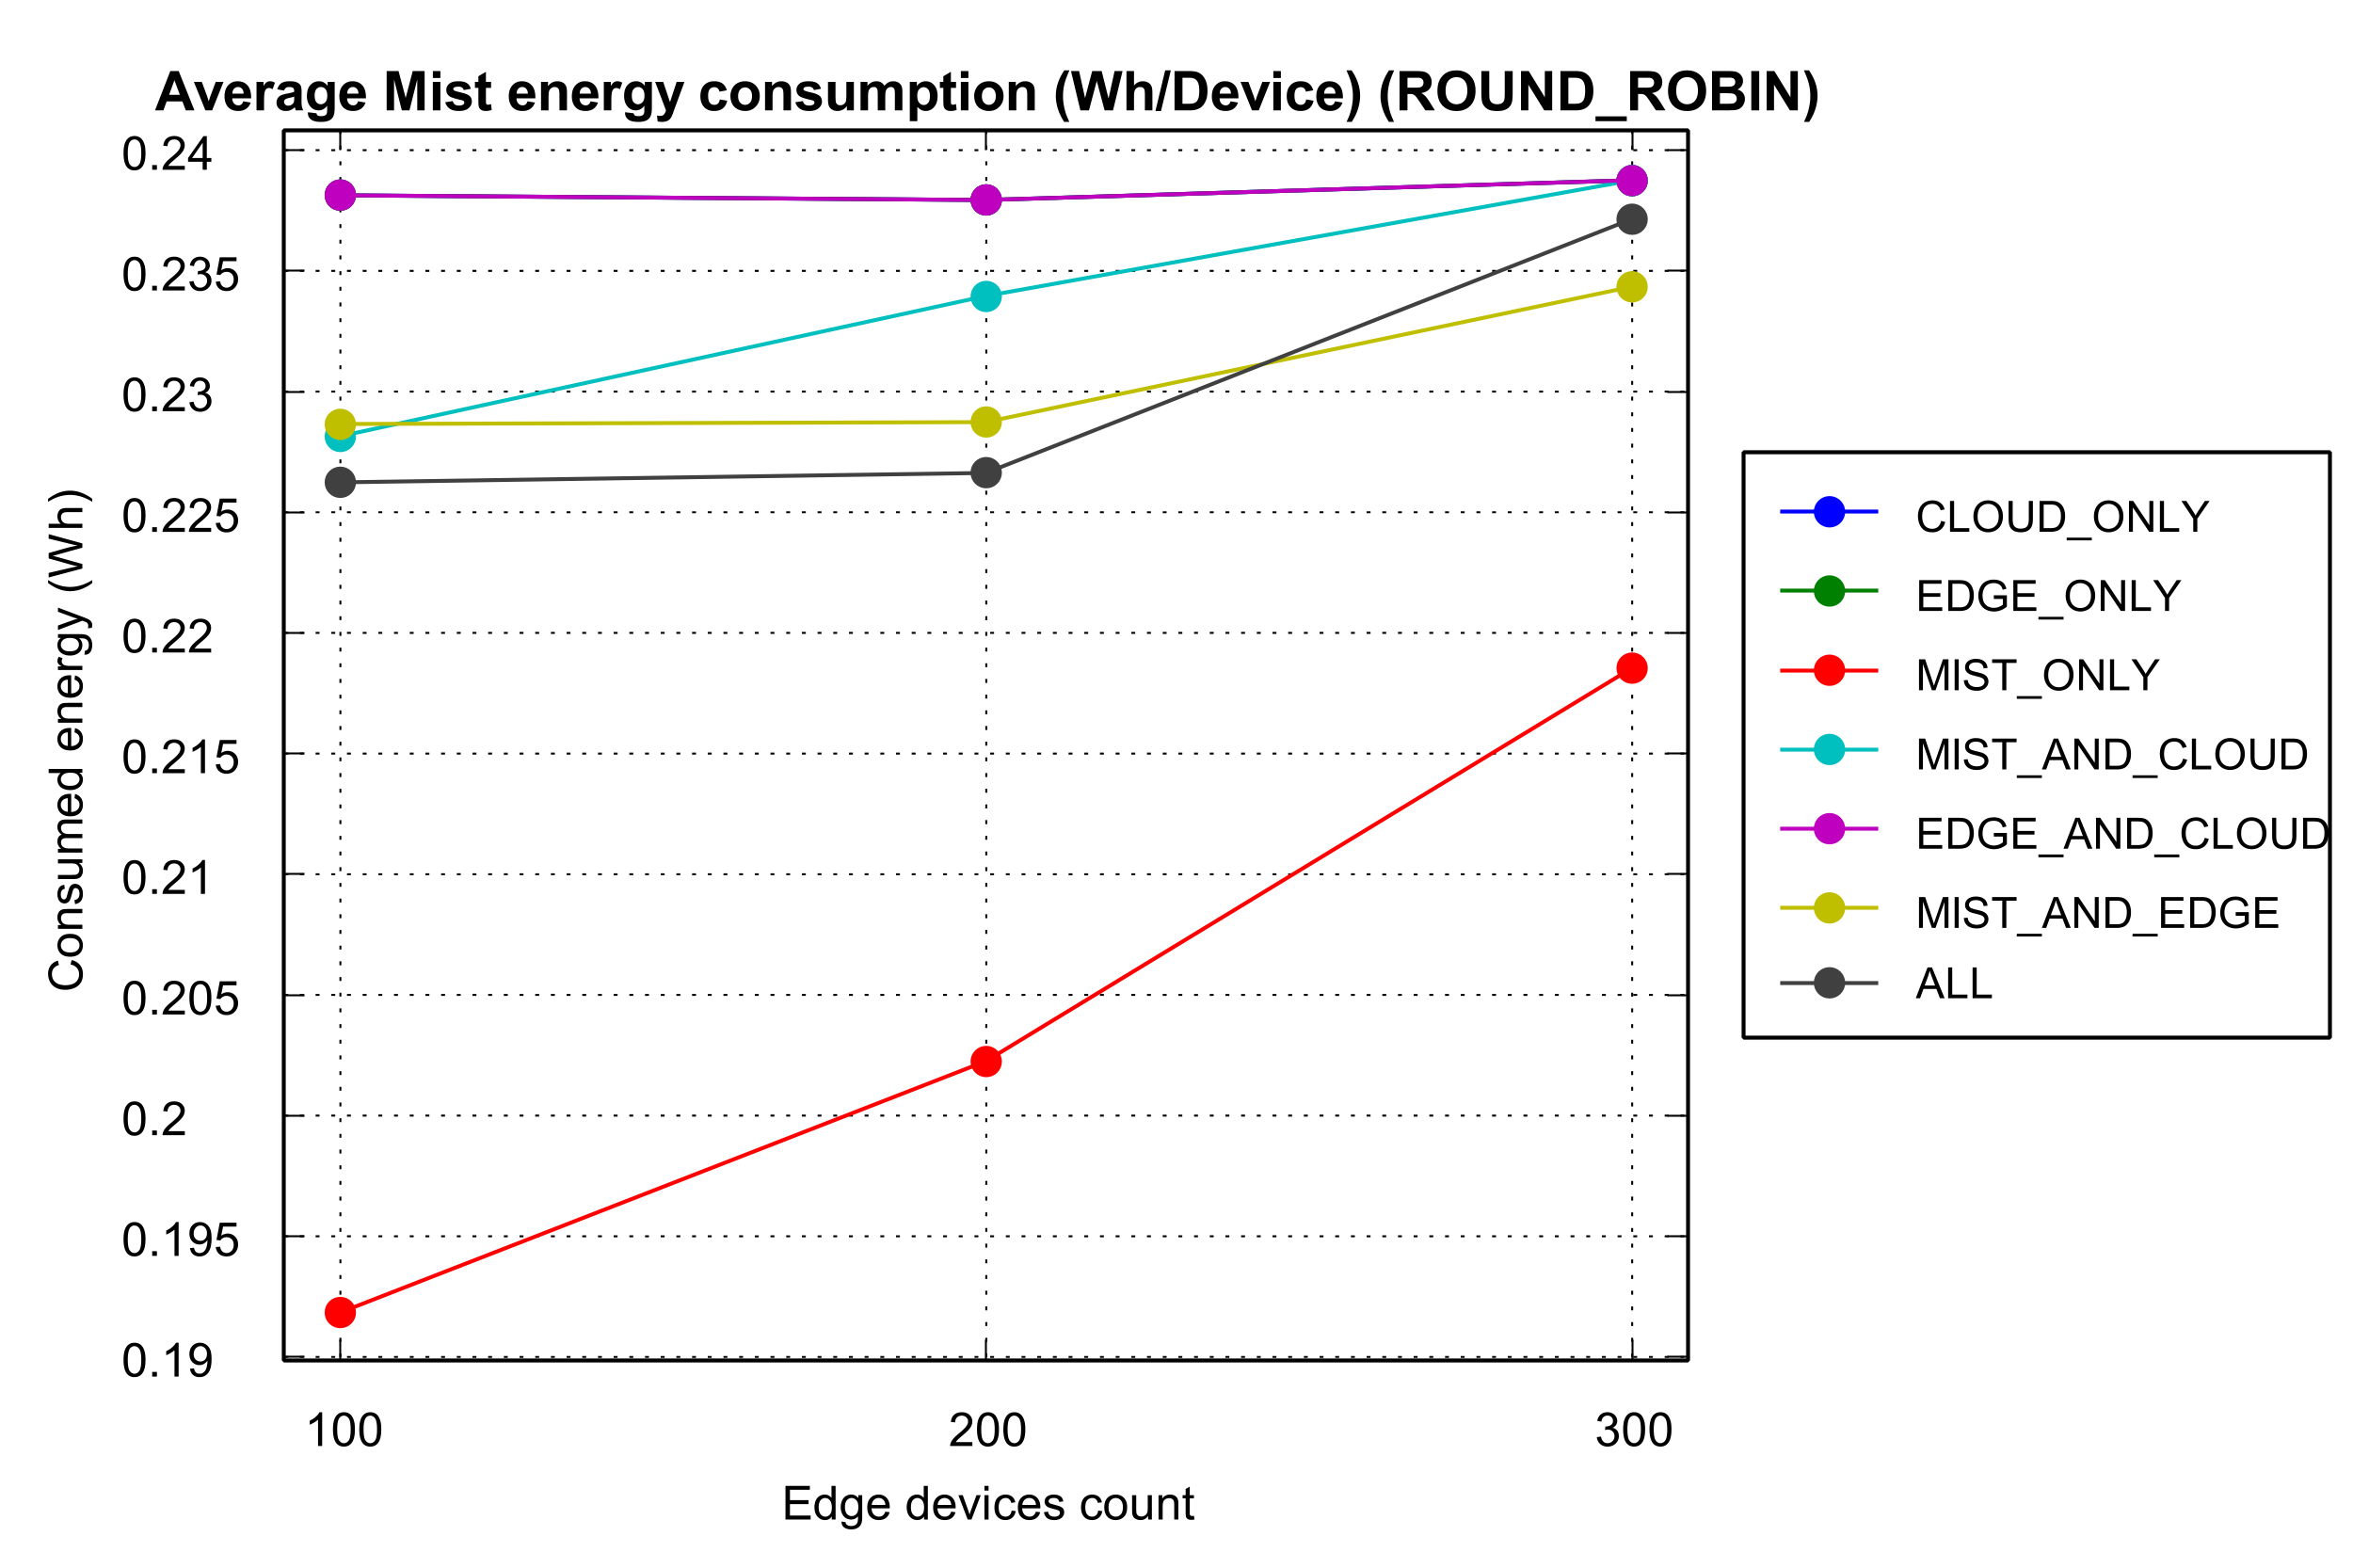 Average Mist energy consumption (Wh/Device) (ROUND_ROBIN)
0.24
0.235
0.23
0.225
0.22
0.215
0.21
0.205
0.2
0.195
0.19
Consumed energy (Wh)
100 200 300
Edge devices count
CLOUD_ONLY
EDGE_ONLY
MIST_ONLY
MIST_AND_CLOUD
EDGE_AND_CLOUD
MIST_AND_EDGE
ALL